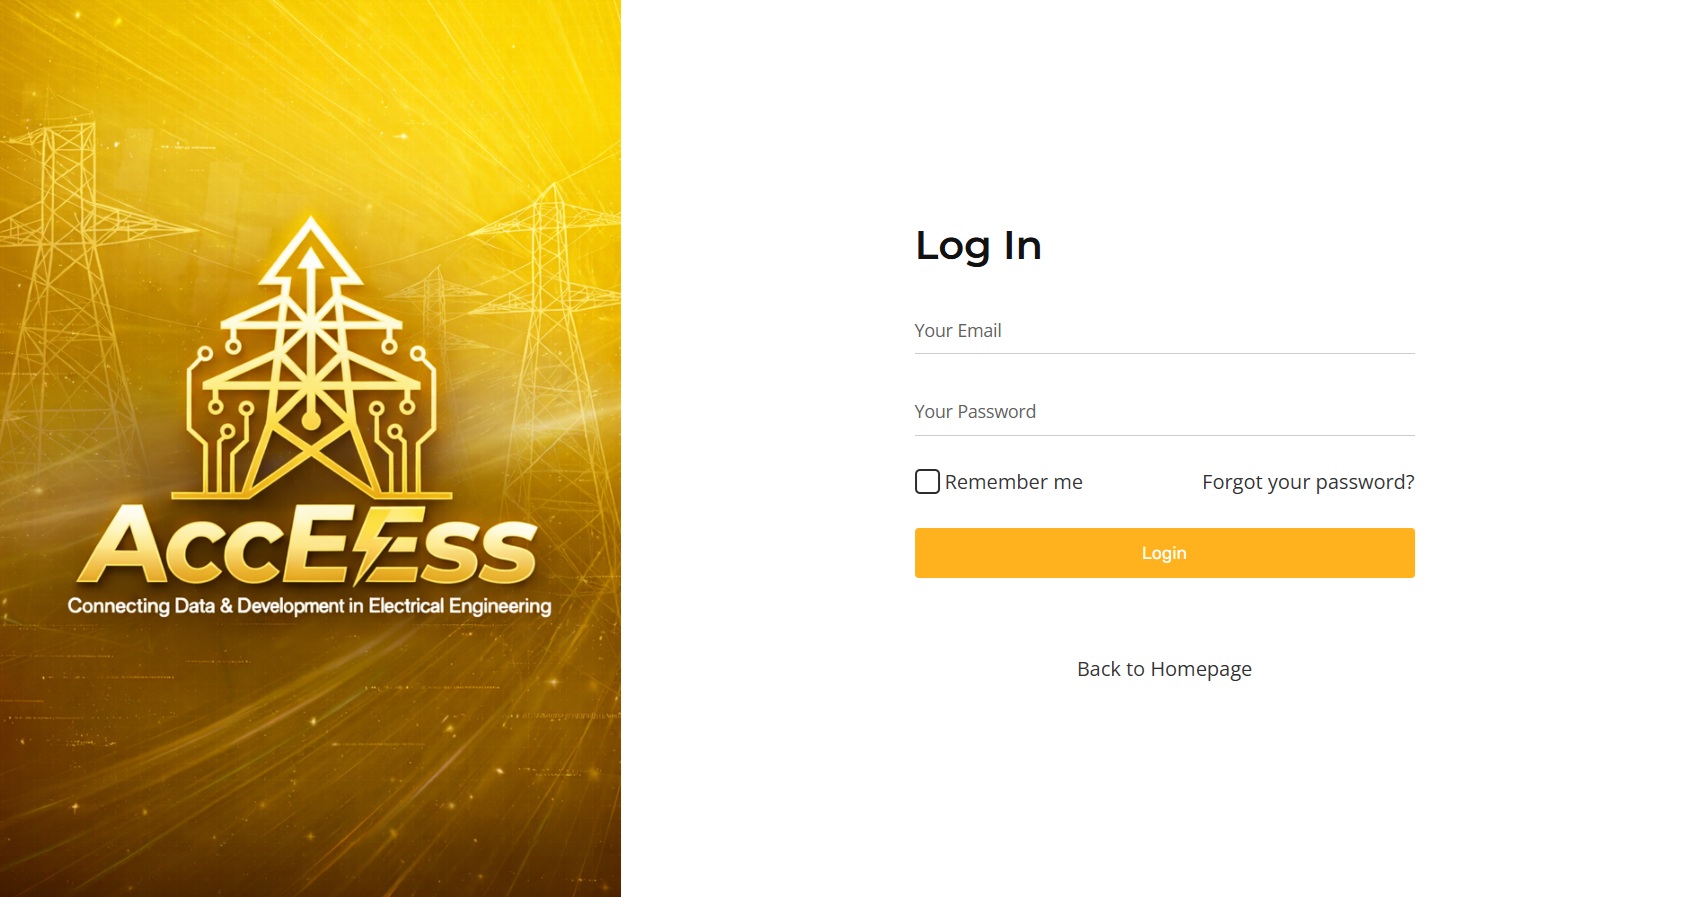 AccEEss
Connecting Data & Development in Electrical Engineering
Log In
Your Email
Your Password
Remember me
Forgot your password?
Login
Back to Homepage